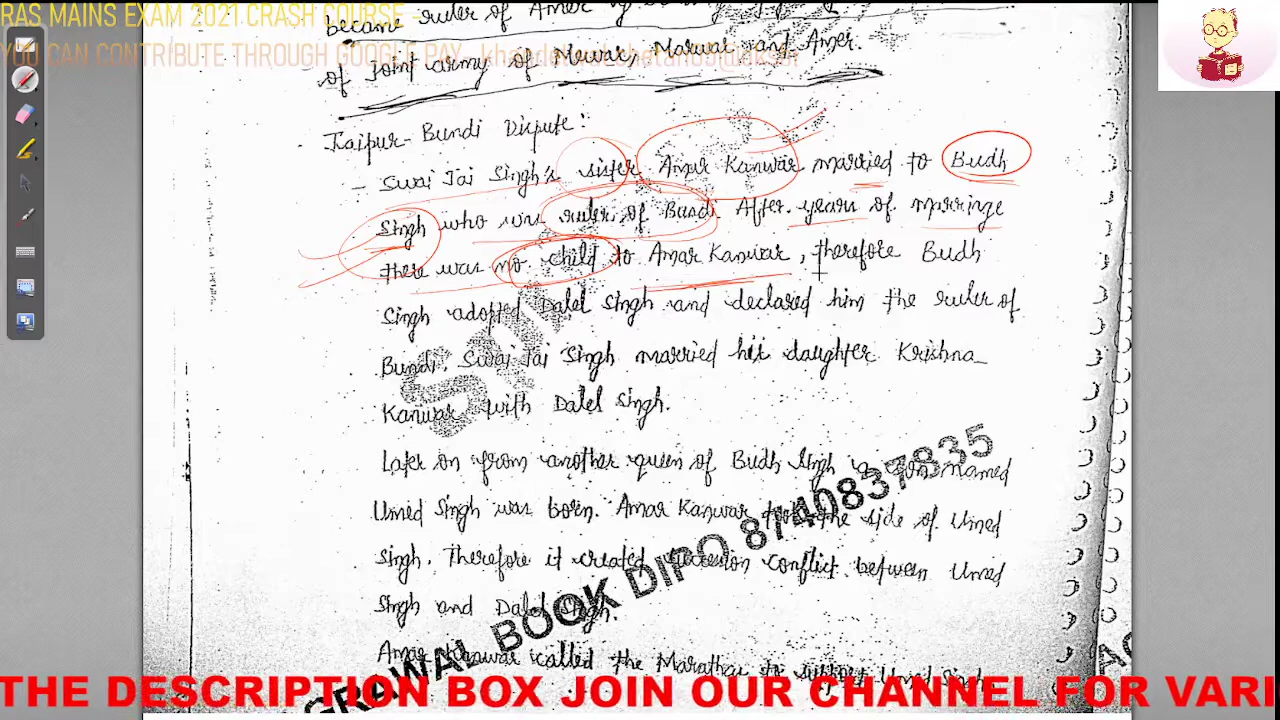 RAS MAINS EXAM 2021 CRASH COURSE -
YOU CAN CONTRIBUTE THROUGH GOOGLE PAY -
became ruler of Amer by
of Joint army of Mewar, Marwar and Amer.
Jaipur - Bundi Dispute:
- Swai Jai Singh's sister Amar Kanwar married to Budh
Singh who was ruler of Bundi. After years of marriage
there was no child to Amar Kanwar, therefore Budh
Singh adopted Dalel Singh and declared him the ruler of
Bundi. Swai Jai Singh married his daughter Krishna
Kanwar with Dalel Singh.
Later on from another queen of Budh Singh a son named
Umed Singh was born. Amar Kanwar took the side of Umed
Singh. Therefore it created succession conflict between Umed
Singh and Dalel Singh.
Amar Kanwar called the Marathas to support Umed Singh
GRAWAL BOOK DIPO 8740837835
THE DESCRIPTION BOX JOIN OUR CHANNEL FOR VARI